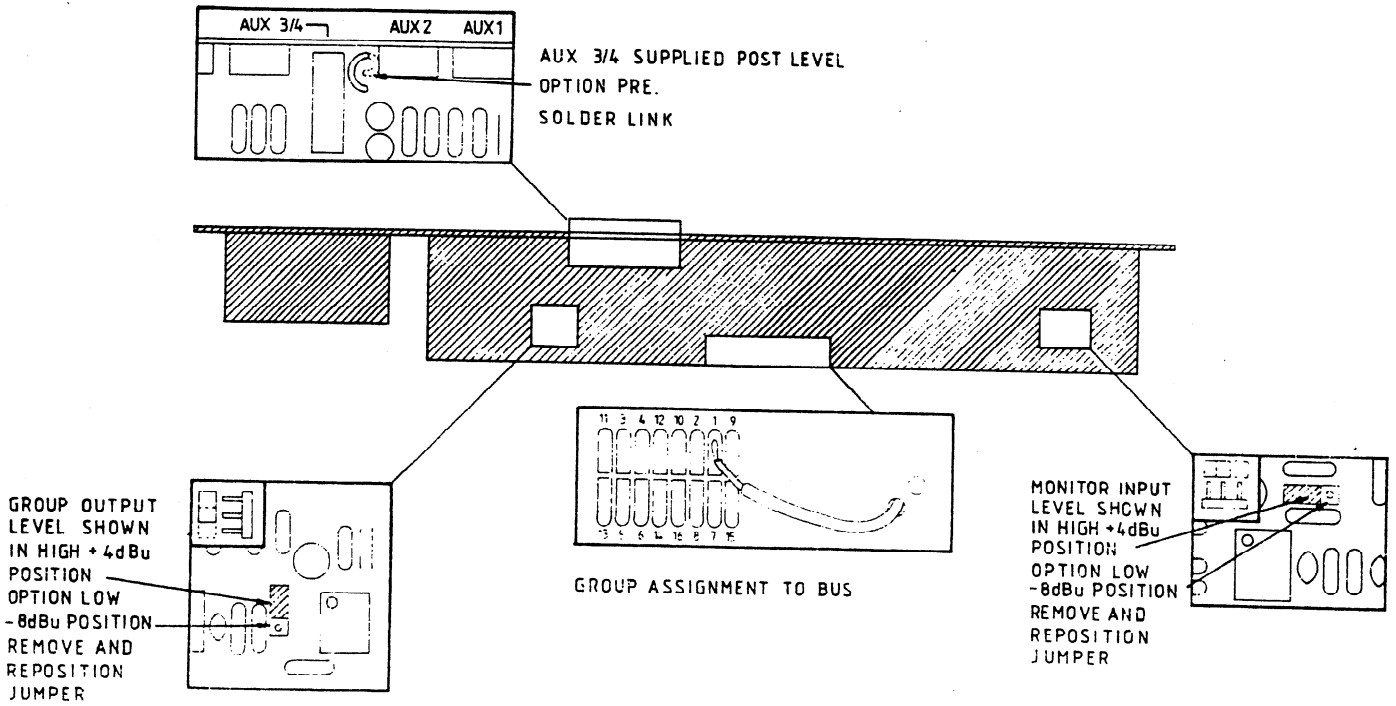 AUX 3/4 AUX 2 AUX 1
AUX 3/4 SUPPLIED POST LEVEL
OPTION PRE.
SOLDER LINK
11 3 4 12 10 2 1 9
6 14 16 8 7 15
GROUP ASSIGNMENT TO BUS
GROUP OUTPUT
LEVEL SHOWN
IN HIGH + 4dBu
POSITION
OPTION LOW
-8dBu POSITION
REMOVE AND
REPOSITION
JUMPER
MONITOR INPUT
LEVEL SHOWN
IN HIGH +4dBu
POSITION
OPTION LOW
-8dBu POSITION
REMOVE AND
REPOSITION
JUMPER